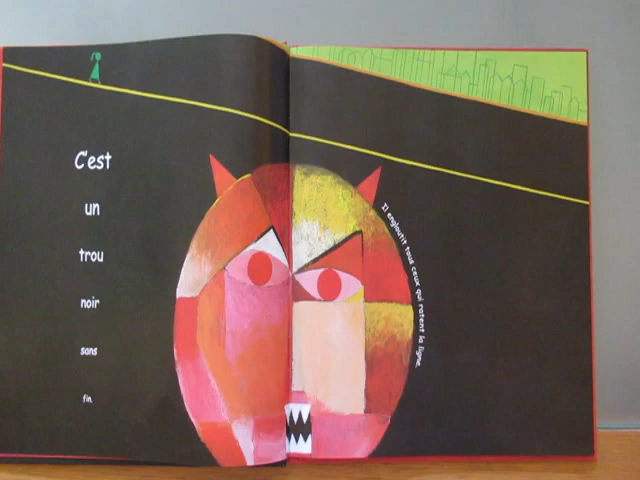 C'est
un
trou
noir
sans
fin
Il engloutit tous ceux qui ratent la ligne.